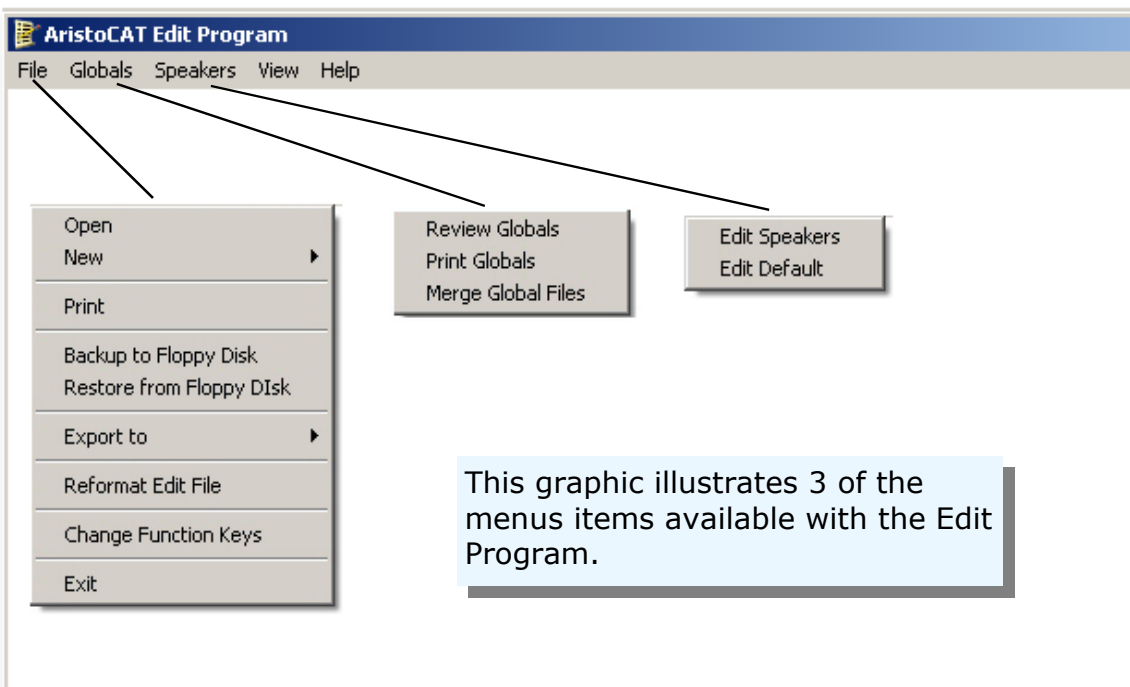 AristoCAT Edit Program
File Globals Speakers View Help
Open
New
Print
Backup to Floppy Disk
Restore from Floppy DIsk
Export to
Reformat Edit File
Change Function Keys
Exit
Review Globals
Print Globals
Merge Global Files
Edit Speakers
Edit Default
This graphic illustrates 3 of the
menus items available with the Edit
Program.